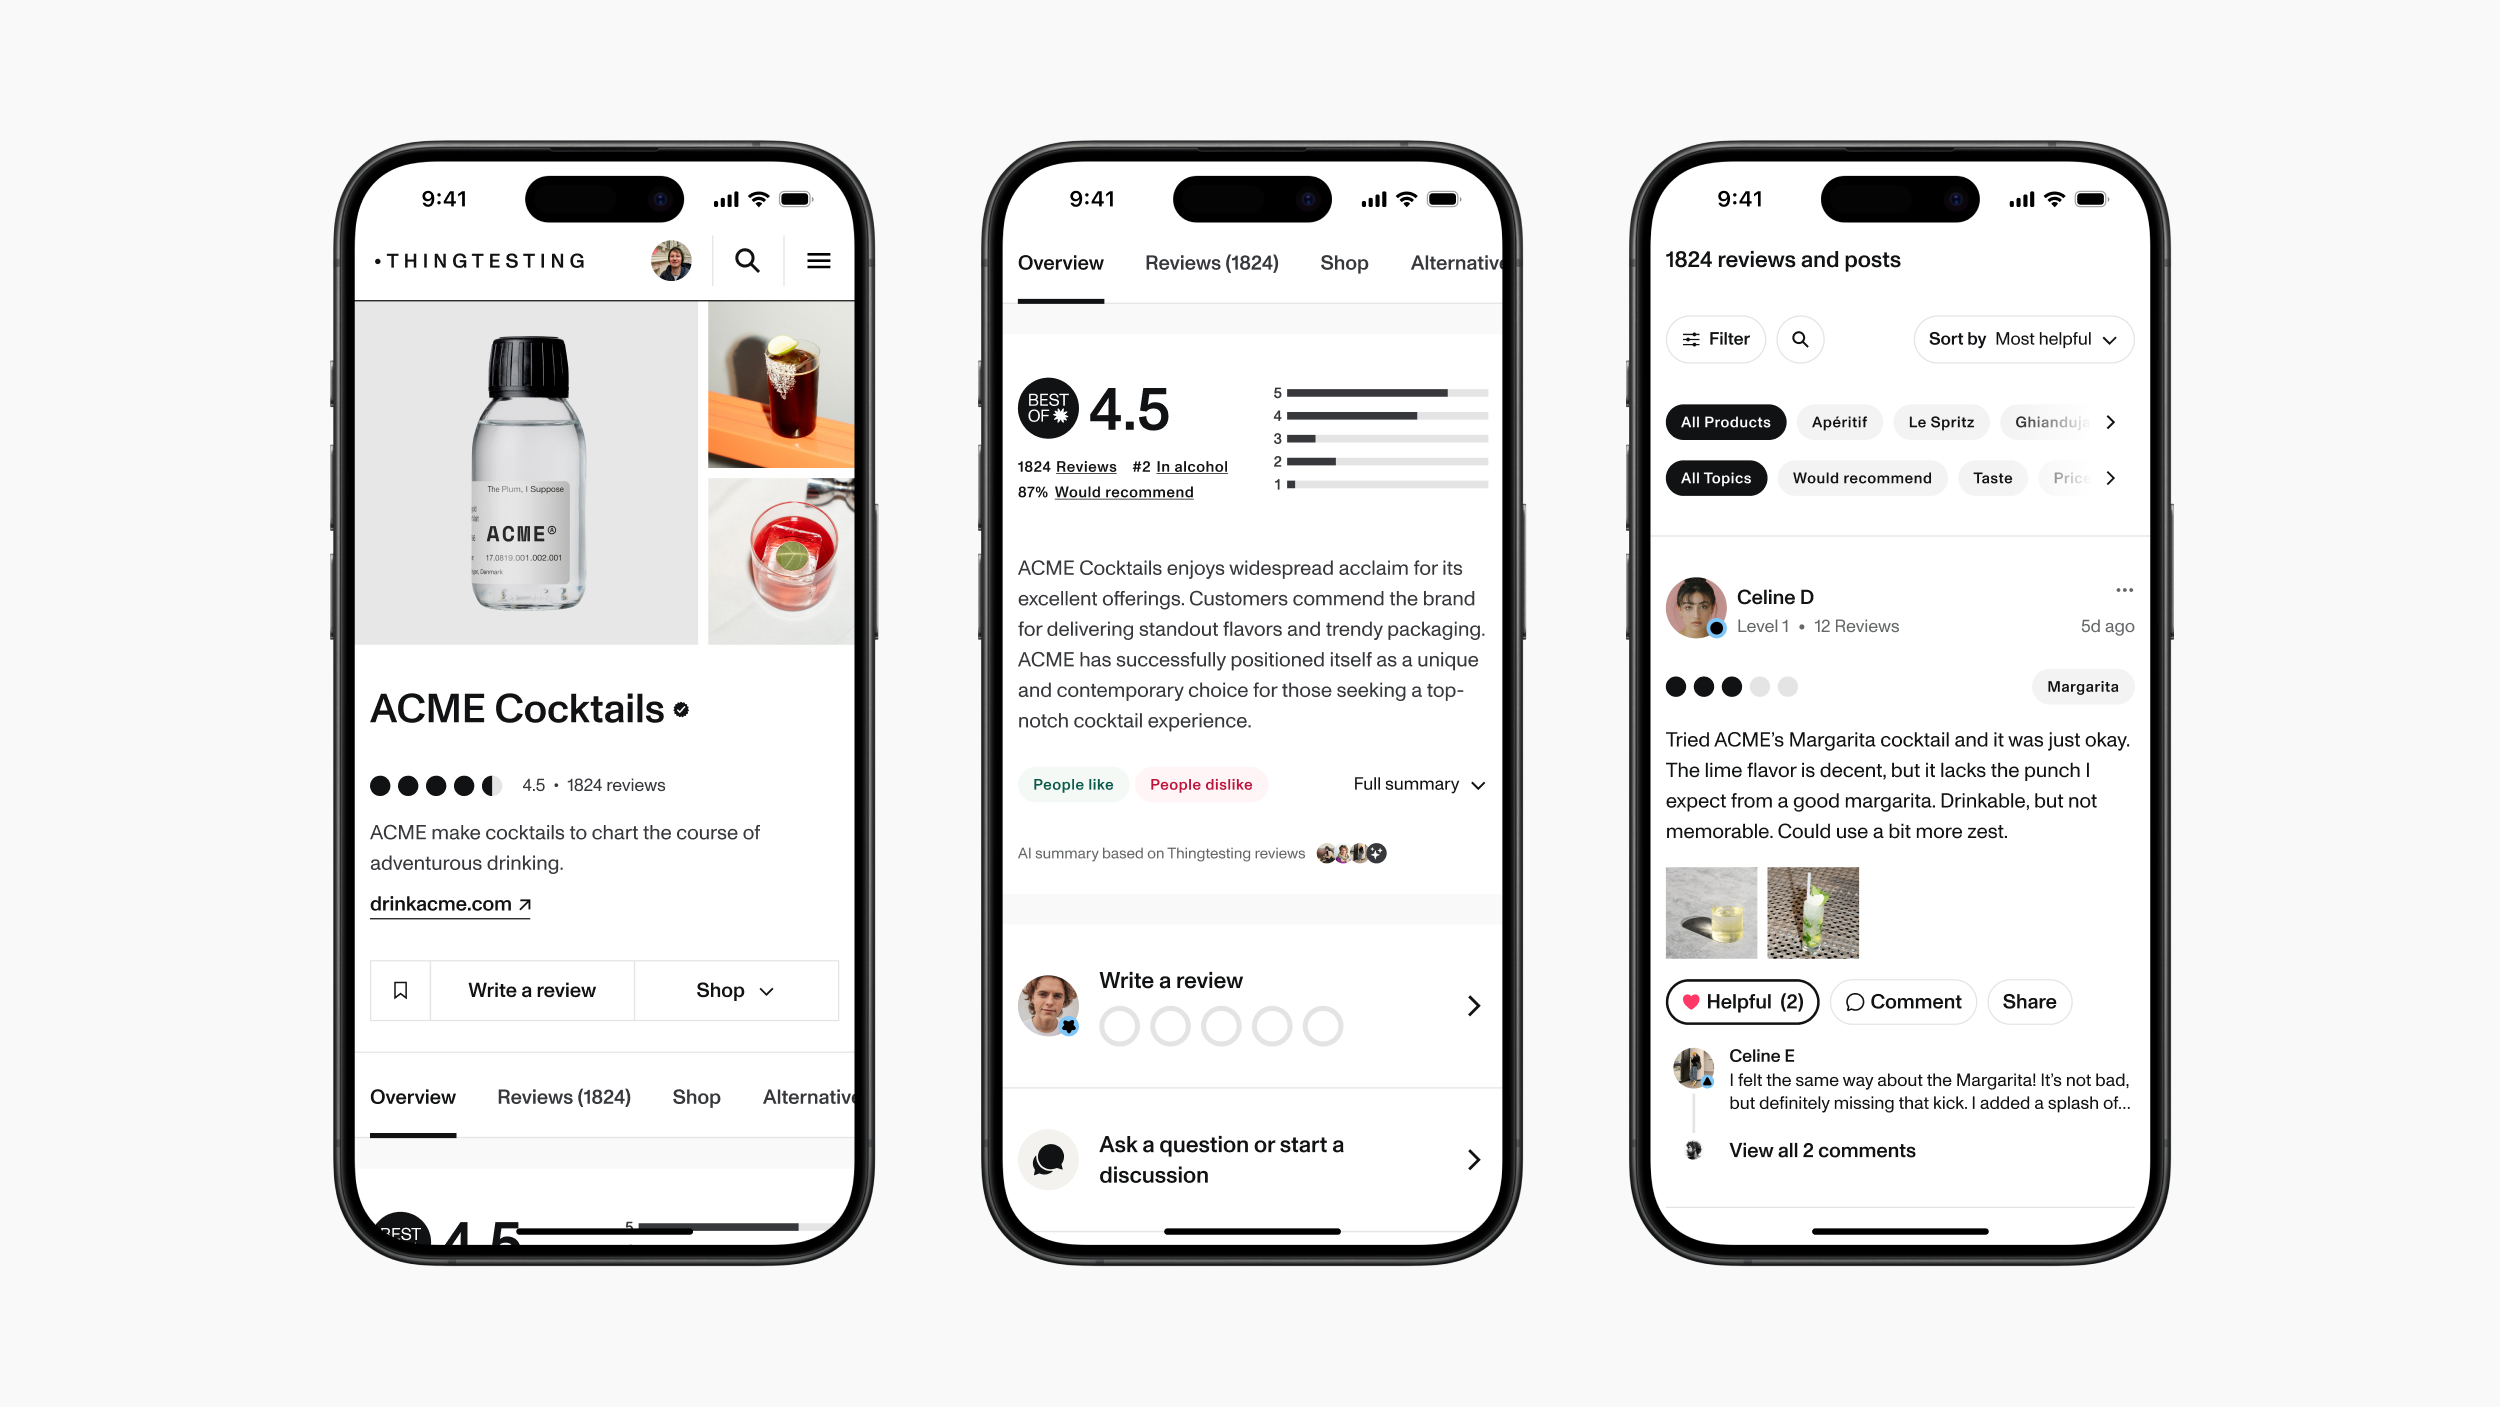 9:41
•THINGTESTING
The Plum, I Suppose
ACME
17.0819.001.002.001
Denmark
ACME Cocktails
4.5 • 1824 reviews
ACME make cocktails to chart the course of
adventurous drinking.
drinkacme.com
Write a review
Shop
Overview
Reviews (1824)
Shop
Alternative
BEST
4.5
5
9:41
Overview
Reviews (1824)
Shop
Alternative
BEST
OF
4.5
1824 Reviews
#2 In alcohol
87% Would recommend
5
4
3
2
1
ACME Cocktails enjoys widespread acclaim for its
excellent offerings. Customers commend the brand
for delivering standout flavors and trendy packaging.
ACME has successfully positioned itself as a unique
and contemporary choice for those seeking a top-
notch cocktail experience.
People like
People dislike
Full summary
AI summary based on Thingtesting reviews
Write a review
Ask a question or start a
discussion
9:41
1824 reviews and posts
Filter
Sort by Most helpful
All Products
Apéritif
Le Spritz
Ghianduja
All Topics
Would recommend
Taste
Price
Celine D
Level 1 • 12 Reviews
5d ago
Margarita
Tried ACME’s Margarita cocktail and it was just okay.
The lime flavor is decent, but it lacks the punch I
expect from a good margarita. Drinkable, but not
memorable. Could use a bit more zest.
Helpful (2)
Comment
Share
Celine E
I felt the same way about the Margarita! It’s not bad,
but definitely missing that kick. I added a splash of...
View all 2 comments